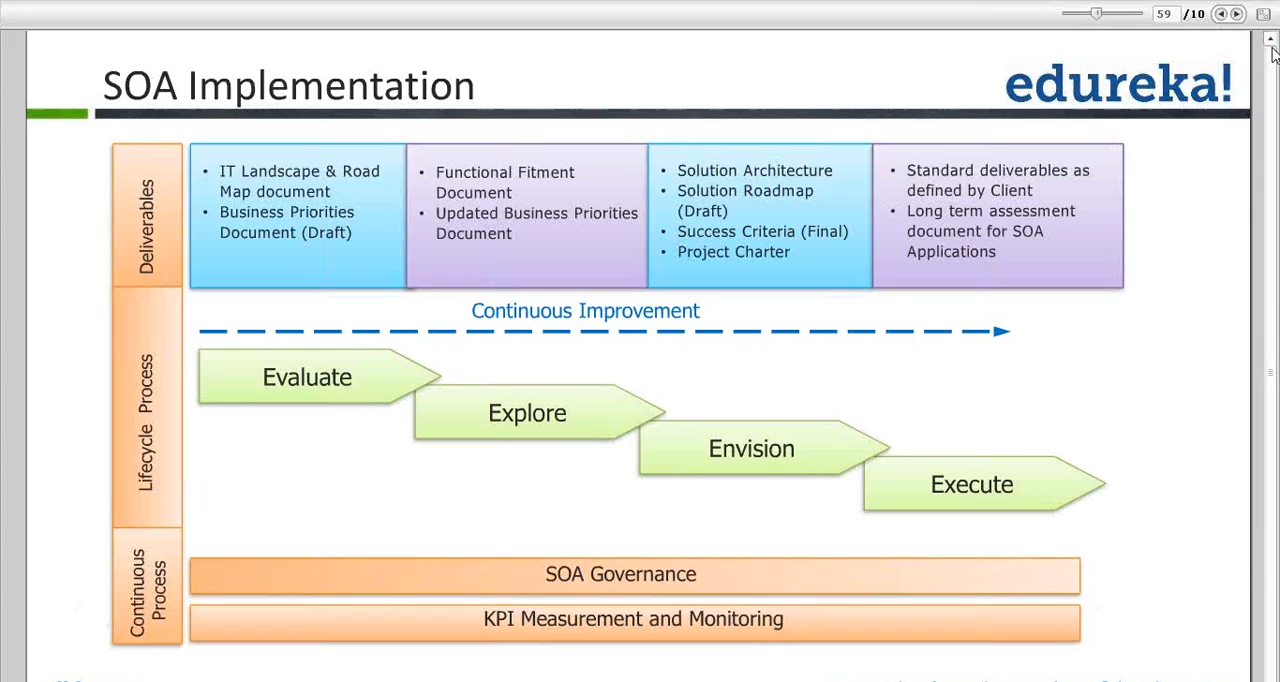 59 /10
SOA Implementation
edureka!
Deliverables
• IT Landscape & Road
Map document
• Business Priorities
Document (Draft)
• Functional Fitment
Document
• Updated Business Priorities
Document
• Solution Architecture
• Solution Roadmap
(Draft)
• Success Criteria (Final)
• Project Charter
• Standard deliverables as
defined by Client
• Long term assessment
document for SOA
Applications
Continuous Improvement
Lifecycle Process
Evaluate
Explore
Envision
Execute
Continuous
Process
SOA Governance
KPI Measurement and Monitoring